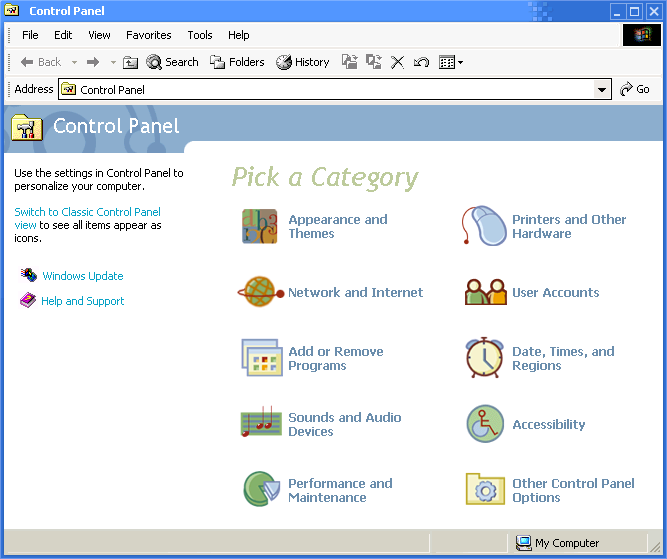 Control Panel
File Edit View Favorites Tools Help
Back Search Folders History
Address Control Panel Go
Control Panel
Use the settings in Control Panel to
personalize your computer.
Switch to Classic Control Panel
view to see all items appear as
icons.
Windows Update
Help and Support
Pick a Category
Appearance and
Themes
Printers and Other
Hardware
Network and Internet
User Accounts
Add or Remove
Programs
Date, Times, and
Regions
Sounds and Audio
Devices
Accessibility
Performance and
Maintenance
Other Control Panel
Options
My Computer